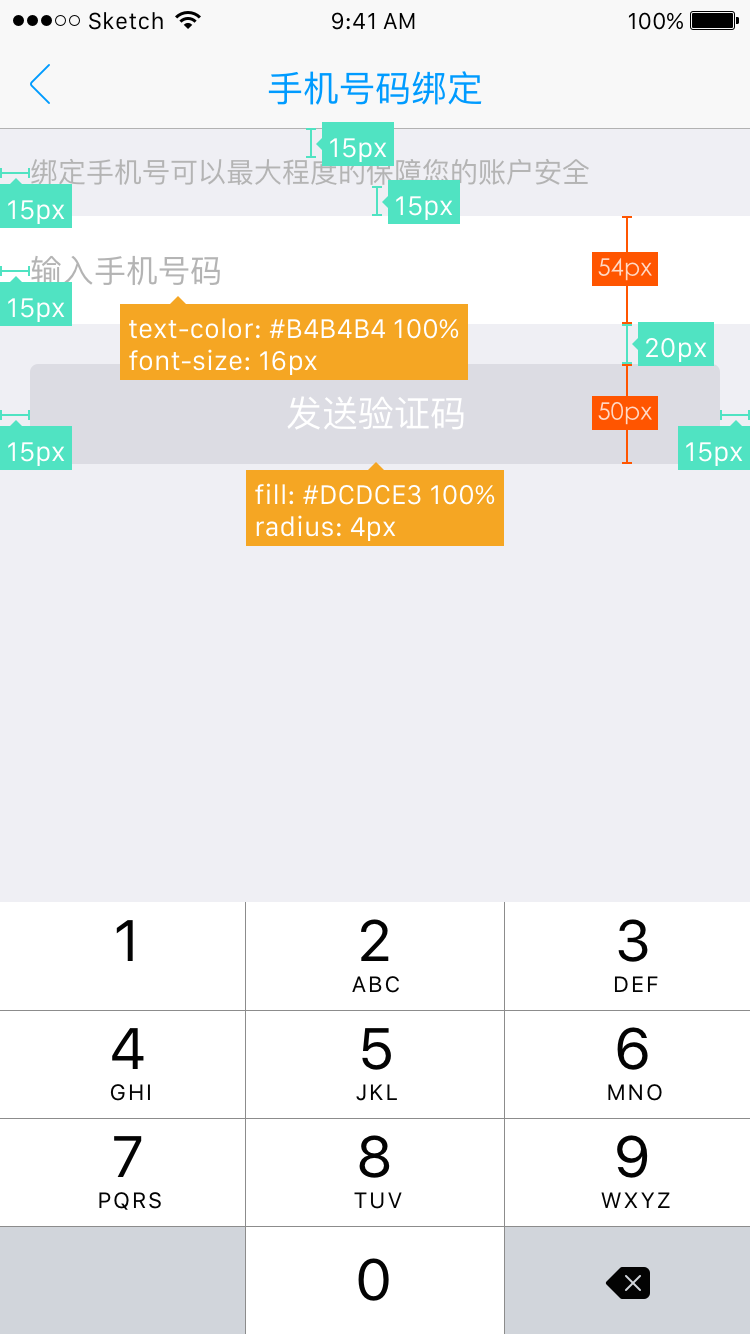 Sketch 9:41 AM 100%
手机号码绑定
15px
绑定手机号可以最大程度的保障您的账户安全
15px 15px
输入手机号码 54px
15px
text-color: #B4B4B4 100%
font-size: 16px
20px
发送验证码 50px
15px 15px
fill: #DCDCE3 100%
radius: 4px
1 2 3
ABC DEF
4 5 6
GHI JKL MNO
7 8 9
PQRS TUV WXYZ
0